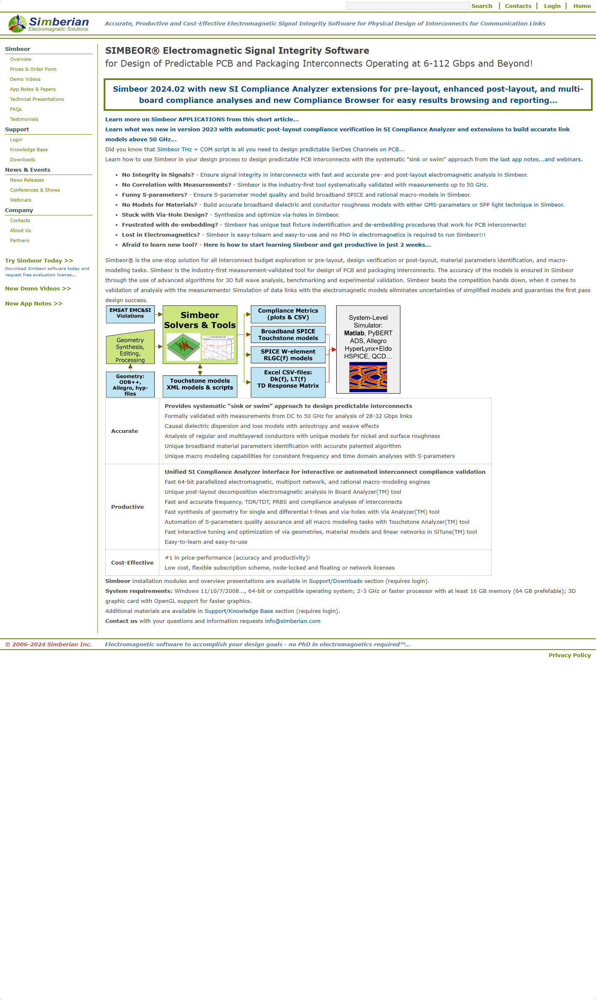 Search
Contacts
Login
Home
Simberian
Electromagnetic Solutions
Accurate, Productive and Cost-Effective Electromagnetic Signal Integrity Software for Physical Design of Interconnects for Communication Links
Simbeor
Overview
Prices & Order Form
Demo Videos
App Notes & Papers
Technical Presentations
FAQs
Testimonials
Support
Login
Knowledge Base
Downloads
News & Events
News Releases
Conferences & Shows
Webinars
Company
Contacts
About Us
Partners
Try Simbeor Today >>
Download Simbeor software today and
request free evaluation license...
New Demo Videos >>
New App Notes >>
SIMBEOR® Electromagnetic Signal Integrity Software
for Design of Predictable PCB and Packaging Interconnects Operating at 6-112 Gbps and Beyond!
Simbeor 2024.02 with new SI Compliance Analyzer extensions for pre-layout, enhanced post-layout, and multi-
board compliance analyses and new Compliance Browser for easy results browsing and reporting...
Learn more on Simbeor APPLICATIONS from this short article...
Learn what was new in version 2023 with automatic post-layout compliance verification in SI Compliance Analyzer and extensions to build accurate link
models above 50 GHz...
Did you know that Simbeor THz + COM script is all you need to design predictable SerDes Channels on PCB...
Learn how to use Simbeor in your design process to design predictable PCB interconnects with the systematic "sink or swim" approach from the last app notes...and webinars.
• No Integrity in Signals? - Ensure signal integrity in interconnects with fast and accurate pre- and post-layout electromagnetic analysis in Simbeor.
• No Correlation with Measurements? - Simbeor is the industry-first tool systematically validated with measurements up to 50 GHz.
• Funny S-parameters? - Ensure S-parameter model quality and build broadband SPICE and rational macro-models in Simbeor.
• No Models for Materials? - Build accurate broadband dielectric and conductor roughness models with either GMS-parameters or SPP light technique in Simbeor.
• Stuck with Via-Hole Design? - Synthesize and optimize via-holes in Simbeor.
• Frustrated with de-embedding? - Simbeor has unique test fixture indentification and de-embedding procedures that work for PCB interconnects!
• Lost in Electromagnetics? - Simbeor is easy-tolearn and easy-to-use and no PhD in electromagnetics is required to run Simbeor!!!
• Afraid to learn new tool? - Here is how to start learning Simbeor and get productive in just 2 weeks...
Simbeor® is the one-stop solution for all interconnect budget exploration or pre-layout, design verification or post-layout, material parameters identification, and macro-
modeling tasks. Simbeor is the industry-first measurement-validated tool for design of PCB and packaging interconnects. The accuracy of the models is ensured in Simbeor
through the use of advanced algorithms for 3D full wave analysis, benchmarking and experimental validation. Simbeor beats the competition hands down, when it comes to
validation of analysis with the measurements! Simulation of data links with the electromagnetic models eliminates uncertainties of simplified models and guaranties the first pass
design success.
EMSAT EMC&SI
Violations
Geometry
Synthesis,
Editing,
Processing
Geometry:
ODB++,
Allegro, hyp-
files
Simbeor
Solvers & Tools
Touchstone models
XML models & scripts
Compliance Metrics
(plots & CSV)
Broadband SPICE
Touchstone models
SPICE W-element
RLGC(f) models
Excel CSV-files:
Dk(f), LT(f)
TD Response Matrix
System-Level
Simulator:
Matlab, PyBERT
ADS, Allegro
HyperLynx+Eldo
HSPICE, QCD...
Accurate
Provides systematic “sink or swim” approach to design predictable interconnects
Formally validated with measurements from DC to 50 GHz for analysis of 28-32 Gbps links
Causal dielectric dispersion and loss models with anisotropy and weave effects
Analysis of regular and multilayered conductors with unique models for nickel and surface roughness
Unique broadband material parameters identification with accurate patented algorithm
Unique macro modeling capabilities for consistent frequency and time domain analyses with S-parameters
Productive
Unified SI Compliance Analyzer interface for interactive or automated interconnect compliance validation
Fast 64-bit parallelized electromagnetic, multiport network, and rational macro-modeling engines
Unique post-layout decomposition electromagnetic analysis in Board Analyzer(TM) tool
Fast and accurate frequency, TDR/TDT, PRBS and compliance analyses of interconnects
Fast synthesis of geometry for single and differential t-lines and via-holes with Via Analyzer(TM) tool
Automation of S-parameters quality assurance and all macro modeling tasks with Touchstone Analyzer(TM) tool
Fast interactive tuning and optimization of via geometries, material models and linear networks in SiTune(TM) tool
Easy-to-learn and easy-to-use
Cost-Effective
#1 in price-performance (accuracy and productivity)!
Low cost, flexible subscription scheme, node-locked and floating or network licenses
Simbeor installation modules and overview presentations are available in Support/Downloads section (requires login).
System requirements: Windows 11/10/7/2008..., 64-bit or compatible operating system; 2-3 GHz or faster processor with at least 16 GB memory (64 GB prefefable); 3D
graphic card with OpenGL support for faster graphics.
Additional materials are available in Support/Knowledge Base section (requires login).
Contact us with your questions and information requests info@simberian.com
© 2006-2024 Simberian Inc.
Electromagnetic software to accomplish your design goals - no PhD in electromagnetics required™...
Privacy Policy